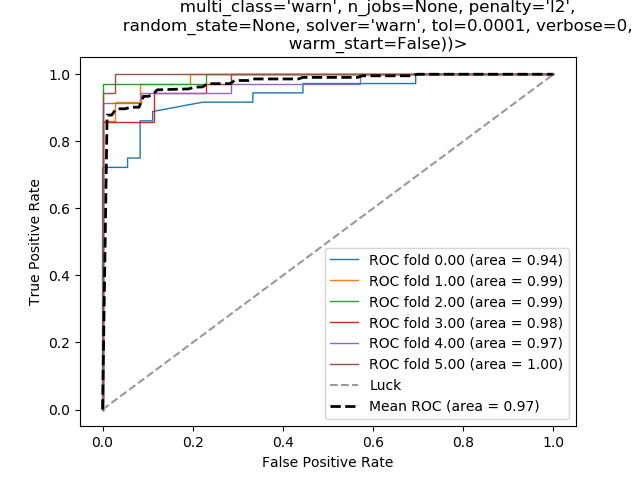 multi_class='warn', n_jobs=None, penalty='l2',
random_state=None, solver='warn', tol=0.0001, verbose=0,
warm_start=False))>
1.0
0.8
0.6
0.4
0.2
0.0
True Positive Rate
ROC fold 0.00 (area = 0.94)
ROC fold 1.00 (area = 0.99)
ROC fold 2.00 (area = 0.99)
ROC fold 3.00 (area = 0.98)
ROC fold 4.00 (area = 0.97)
ROC fold 5.00 (area = 1.00)
Luck
Mean ROC (area = 0.97)
0.0 0.2 0.4 0.6 0.8 1.0
False Positive Rate